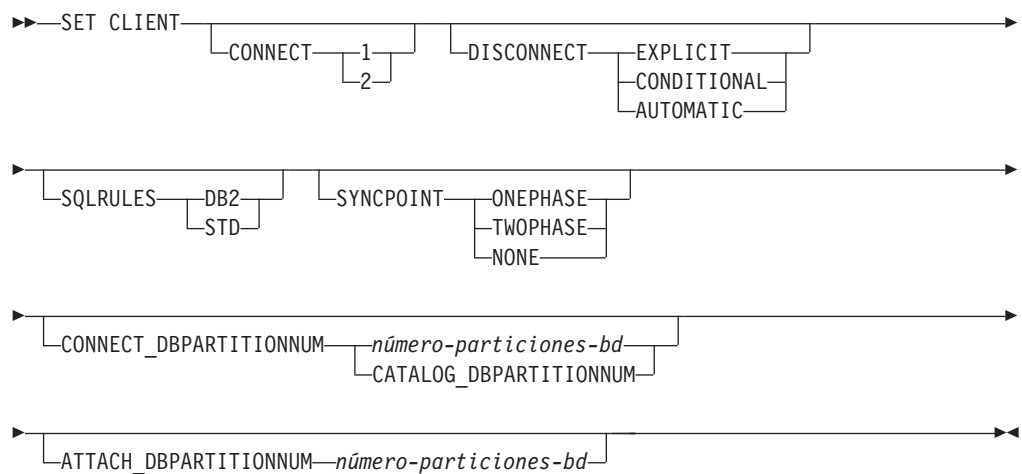 SET CLIENT
CONNECT 1 DISCONNECT EXPLICIT
2 CONDITIONAL
AUTOMATIC
SQLRULES DB2 SYNCPOINT ONEPHASE
STD TWOPHASE
NONE
CONNECT_DBPARTITIONNUM número-particiones-bd
CATALOG_DBPARTITIONNUM
ATTACH_DBPARTITIONNUM número-particiones-bd